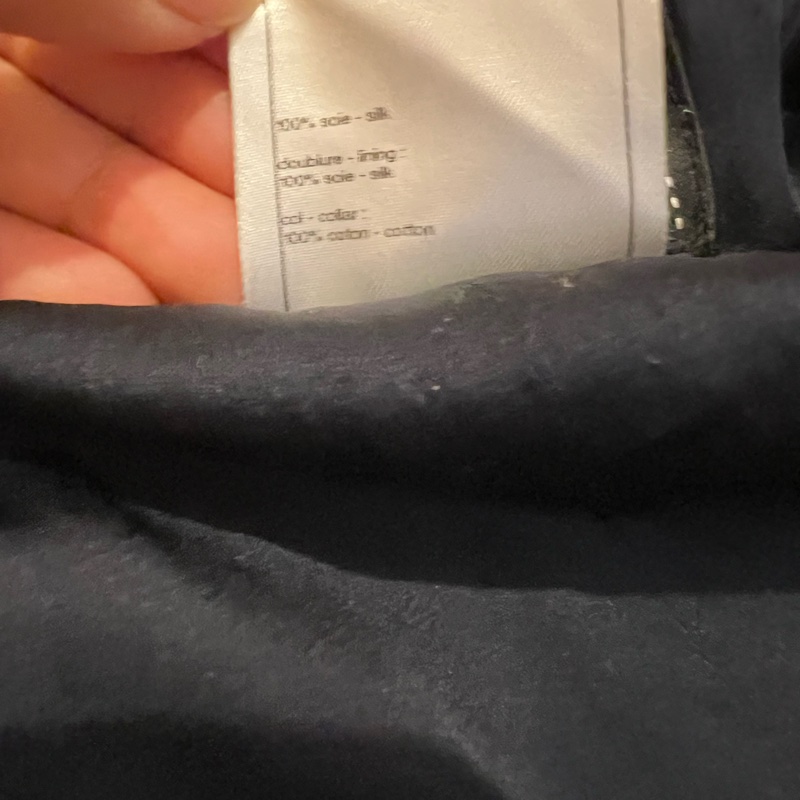 100% soie - silk
doublure - lining :
100% soie - silk
col - collar :
100% coton - cotton